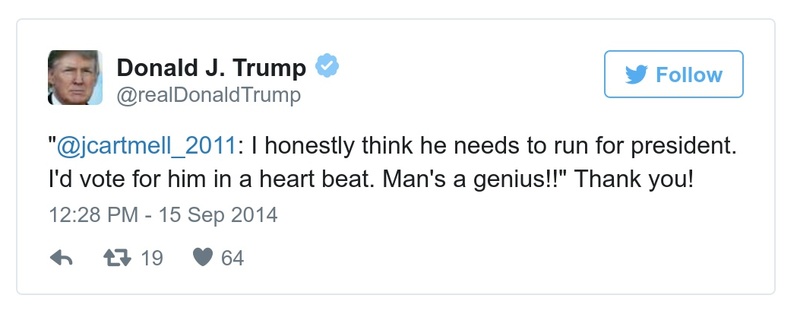 Donald J. Trump
@realDonaldTrump
Follow
"@jcartmell_2011: I honestly think he needs to run for president.
I'd vote for him in a heart beat. Man's a genius!!" Thank you!
12:28 PM - 15 Sep 2014
19 64